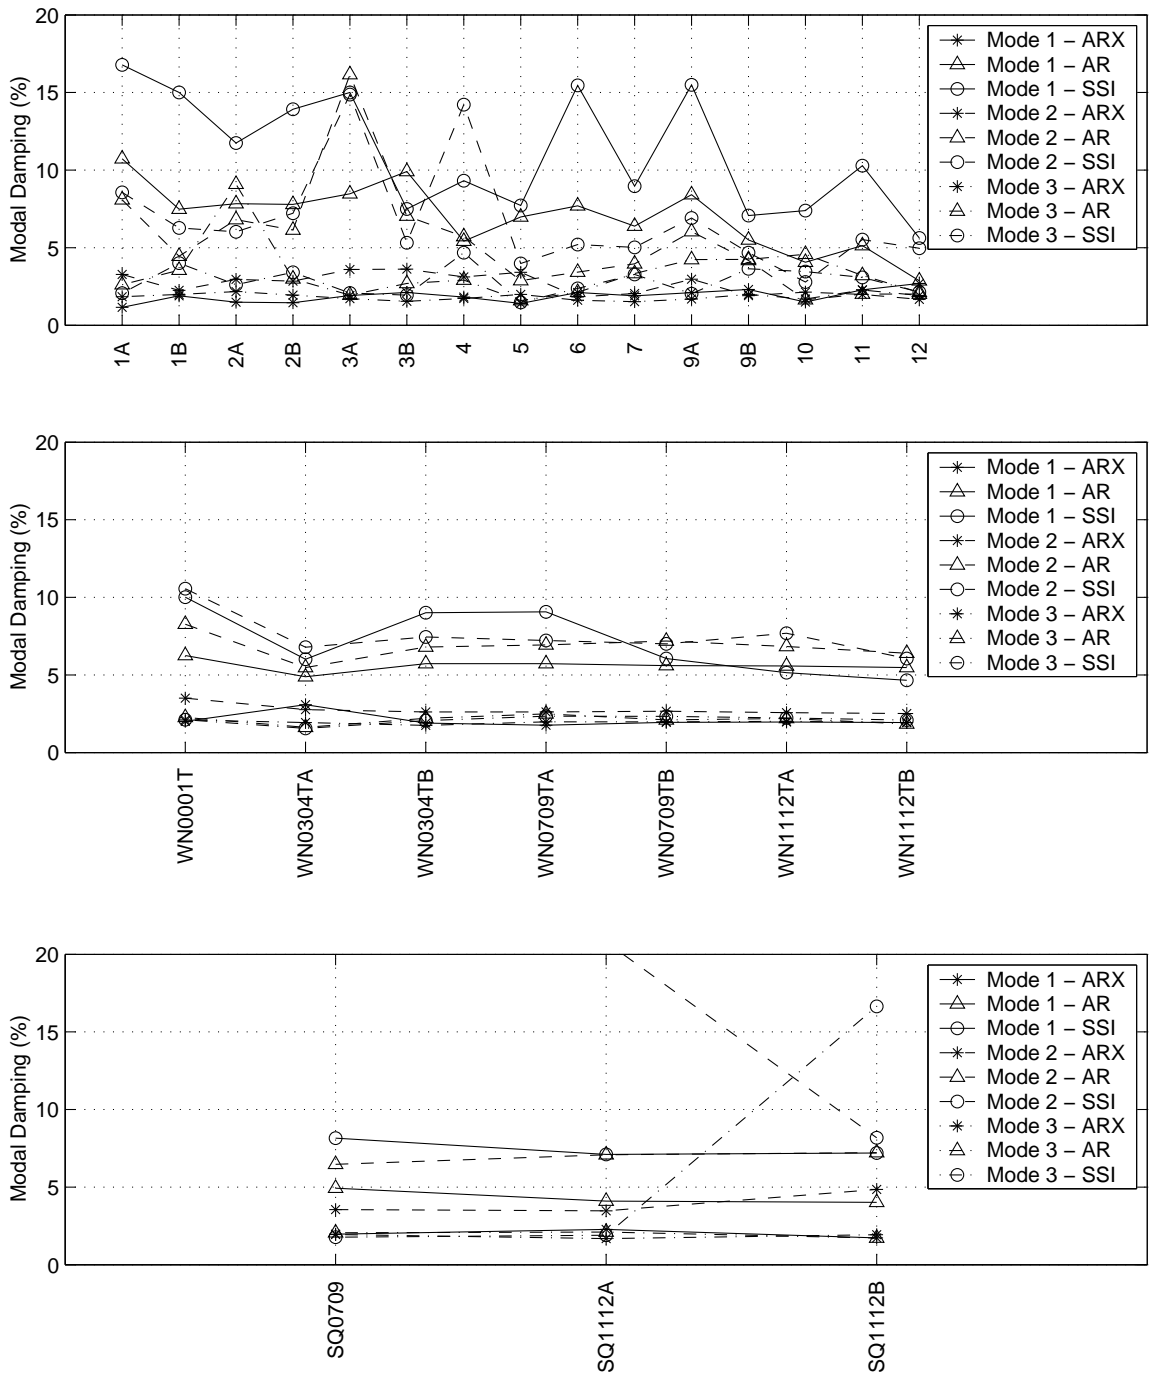 20
15
10
5
0
Modal Damping (%)
1A 1B 2A 2B 3A 3B 4 5 6 7 9A 9B 10 11 12
Mode 1 – ARX
Mode 1 – AR
Mode 1 – SSI
Mode 2 – ARX
Mode 2 – AR
Mode 2 – SSI
Mode 3 – ARX
Mode 3 – AR
Mode 3 – SSI
20
15
10
5
0
Modal Damping (%)
WN0001T WN0304TA WN0304TB WN0709TA WN0709TB WN1112TA WN1112TB
Mode 1 – ARX
Mode 1 – AR
Mode 1 – SSI
Mode 2 – ARX
Mode 2 – AR
Mode 2 – SSI
Mode 3 – ARX
Mode 3 – AR
Mode 3 – SSI
20
15
10
5
0
Modal Damping (%)
SQ0709 SQ1112A SQ1112B
Mode 1 – ARX
Mode 1 – AR
Mode 1 – SSI
Mode 2 – ARX
Mode 2 – AR
Mode 2 – SSI
Mode 3 – ARX
Mode 3 – AR
Mode 3 – SSI